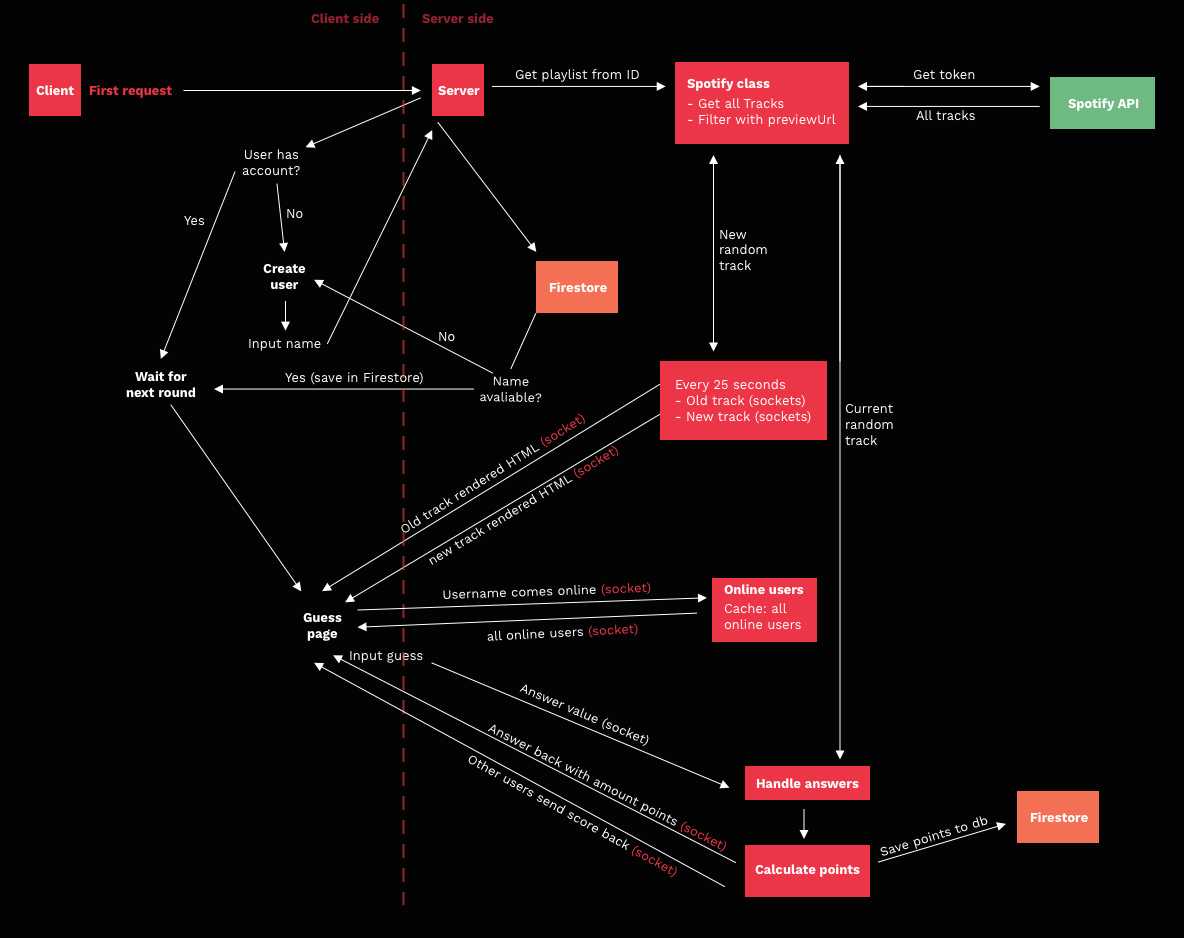 Client side
Server side
Client
First request
Server
Get playlist from ID
Spotify class
- Get all Tracks
- Filter with previewUrl
Get token
All tracks
Spotify API
User has
account?
Yes
No
Create
user
Input name
Firestore
New
random
track
No
Yes (save in Firestore)
Name
avaliable?
Wait for
next round
Every 25 seconds
- Old track (sockets)
- New track (sockets)
Current
random
track
Old track rendered HTML (socket)
new track rendered HTML (socket)
Username comes online (socket)
all online users (socket)
Online users
Cache: all
online users
Guess
page
Input guess
Answer value (socket)
Answer back with amount points (socket)
Other users send score back (socket)
Handle answers
Calculate points
Save points to db
Firestore